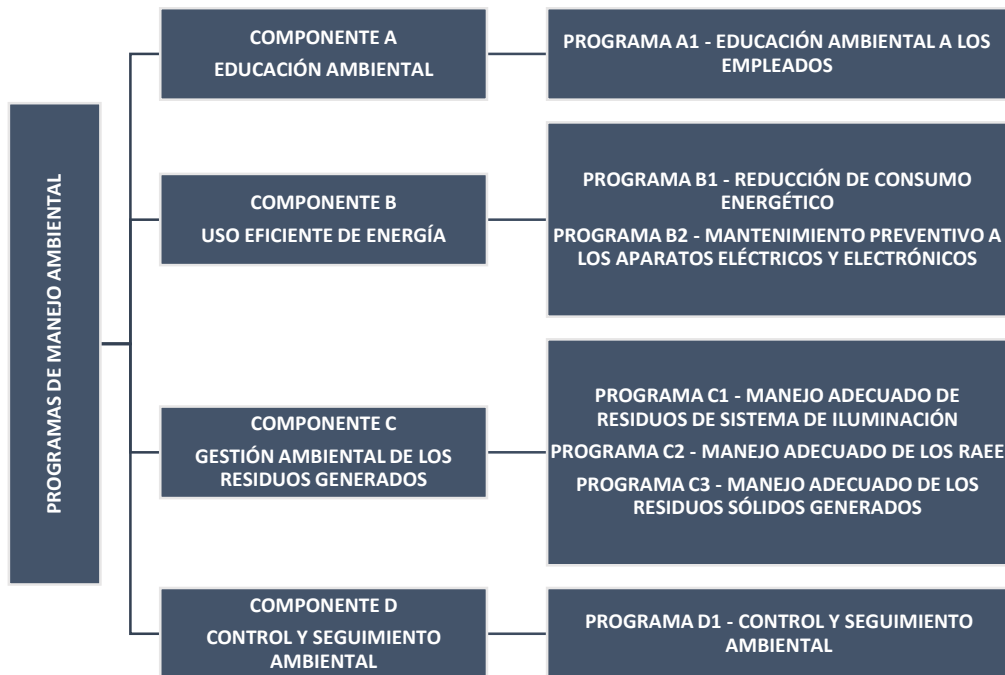 PROGRAMAS DE MANEJO AMBIENTAL
COMPONENTE A
EDUCACIÓN AMBIENTAL
PROGRAMA A1 - EDUCACIÓN AMBIENTAL A LOS
EMPLEADOS
COMPONENTE B
USO EFICIENTE DE ENERGÍA
PROGRAMA B1 - REDUCCIÓN DE CONSUMO
ENERGÉTICO
PROGRAMA B2 - MANTENIMIENTO PREVENTIVO A
LOS APARATOS ELÉCTRICOS Y ELECTRÓNICOS
COMPONENTE C
GESTIÓN AMBIENTAL DE LOS
RESIDUOS GENERADOS
PROGRAMA C1 - MANEJO ADECUADO DE
RESIDUOS DE SISTEMA DE ILUMINACIÓN
PROGRAMA C2 - MANEJO ADECUADO DE LOS RAEE
PROGRAMA C3 - MANEJO ADECUADO DE LOS
RESIDUOS SÓLIDOS GENERADOS
COMPONENTE D
CONTROL Y SEGUIMIENTO
AMBIENTAL
PROGRAMA D1 - CONTROL Y SEGUIMIENTO
AMBIENTAL